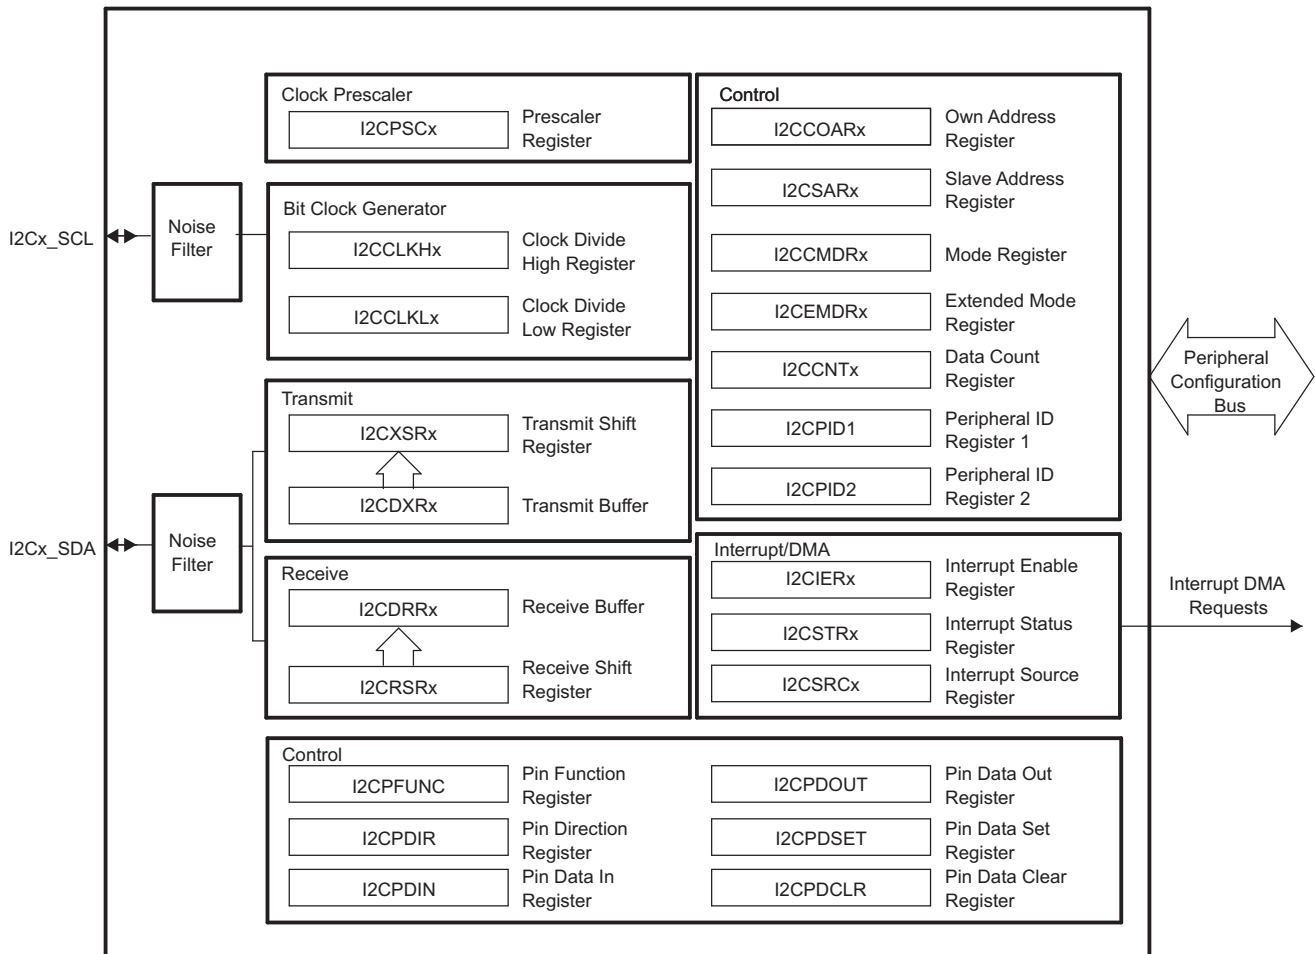 Clock Prescaler
I2CPSCx
Prescaler
Register
I2Cx_SCL
Noise
Filter
Bit Clock Generator
I2CCLKHx
Clock Divide
High Register
I2CCLKLx
Clock Divide
Low Register
Transmit
I2CXSRx
Transmit Shift
Register
I2CDXRx
Transmit Buffer
I2Cx_SDA
Noise
Filter
Receive
I2CDRRx
Receive Buffer
I2CRSRx
Receive Shift
Register
Control
I2CCOARx
Own Address
Register
I2CSARx
Slave Address
Register
I2CCMDRx
Mode Register
I2CEMDRx
Extended Mode
Register
I2CCNTx
Data Count
Register
I2CPID1
Peripheral ID
Register 1
I2CPID2
Peripheral ID
Register 2
Peripheral
Configuration
Bus
Interrupt/DMA
I2CIERx
Interrupt Enable
Register
I2CSTRx
Interrupt Status
Register
I2CSRCx
Interrupt Source
Register
Interrupt DMA
Requests
Control
I2CPFUNC
Pin Function
Register
I2CPDIR
Pin Direction
Register
I2CPDIN
Pin Data In
Register
I2CPDOUT
Pin Data Out
Register
I2CPDSET
Pin Data Set
Register
I2CPDCLR
Pin Data Clear
Register